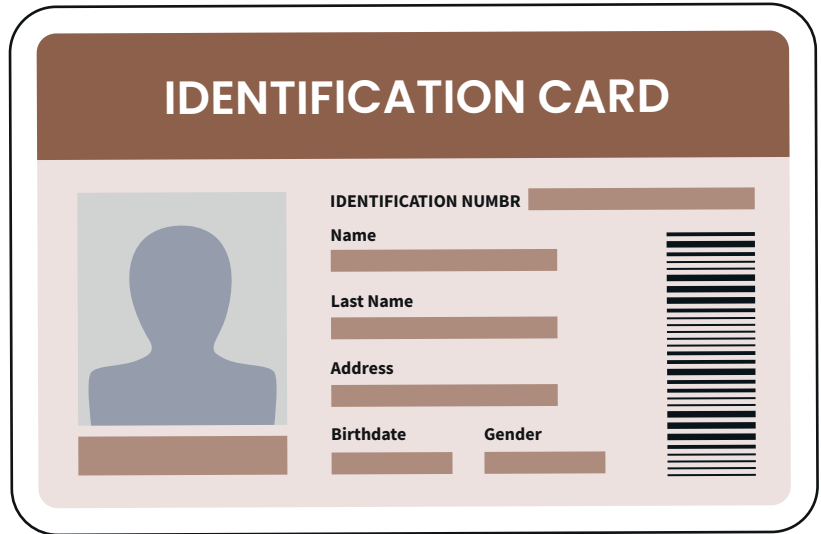 IDENTIFICATION CARD
IDENTIFICATION NUMBR
Name
Last Name
Address
Birthdate Gender